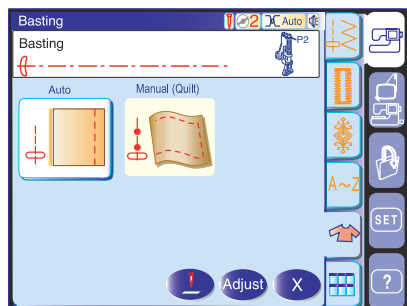 Basting
2 Auto
Basting
P2
Auto
Manual (Quilt)
A~Z
SET
Adjust
X
?